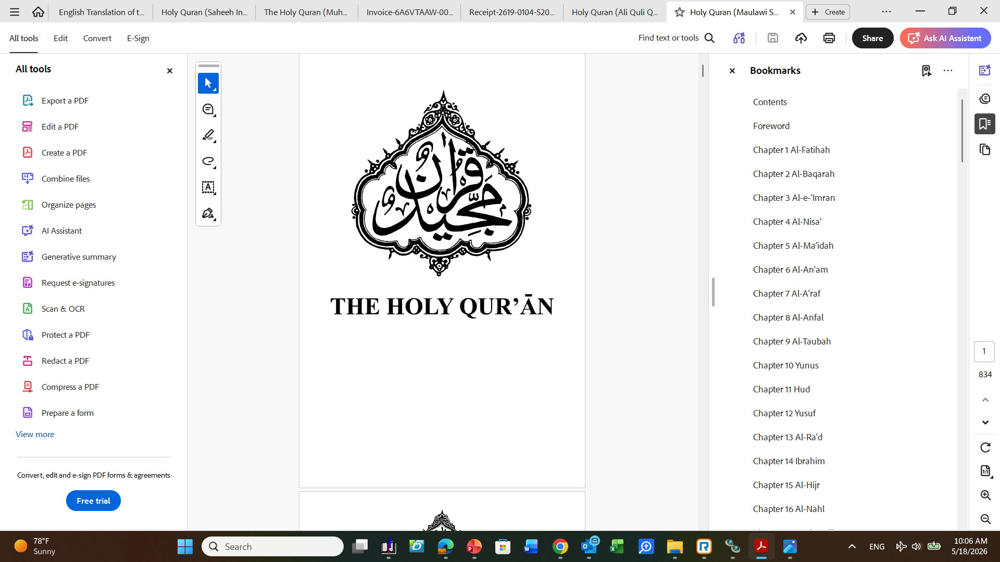 English Translation of t...
Holy Quran (Saheeh In...
The Holy Quran (Muh...
Invoice-6A6VTAAW-00...
Receipt-2619-0104-520...
Holy Quran (Ali Quli Q...
Holy Quran (Maulawi S...
Create
All tools
Edit
Convert
E-Sign
Find text or tools
Share
Ask AI Assistant
All tools
Export a PDF
Edit a PDF
Create a PDF
Combine files
Organize pages
AI Assistant
Generative summary
Request e-signatures
Scan & OCR
Protect a PDF
Redact a PDF
Compress a PDF
Prepare a form
View more
Convert, edit and e-sign PDF forms & agreements
Free trial
قرآن
مجید
THE HOLY QUR’ĀN
Bookmarks
Contents
Foreword
Chapter 1 Al-Fatihah
Chapter 2 Al-Baqarah
Chapter 3 Al-e-‘Imran
Chapter 4 Al-Nisa’
Chapter 5 Al-Ma’idah
Chapter 6 Al-An‘am
Chapter 7 Al-A‘raf
Chapter 8 Al-Anfal
Chapter 9 Al-Taubah
Chapter 10 Yunus
Chapter 11 Hud
Chapter 12 Yusuf
Chapter 13 Al-Ra‘d
Chapter 14 Ibrahim
Chapter 15 Al-Hijr
Chapter 16 Al-Nahl
1
834
78°F
Sunny
Search
ENG
10:06 AM
5/18/2026